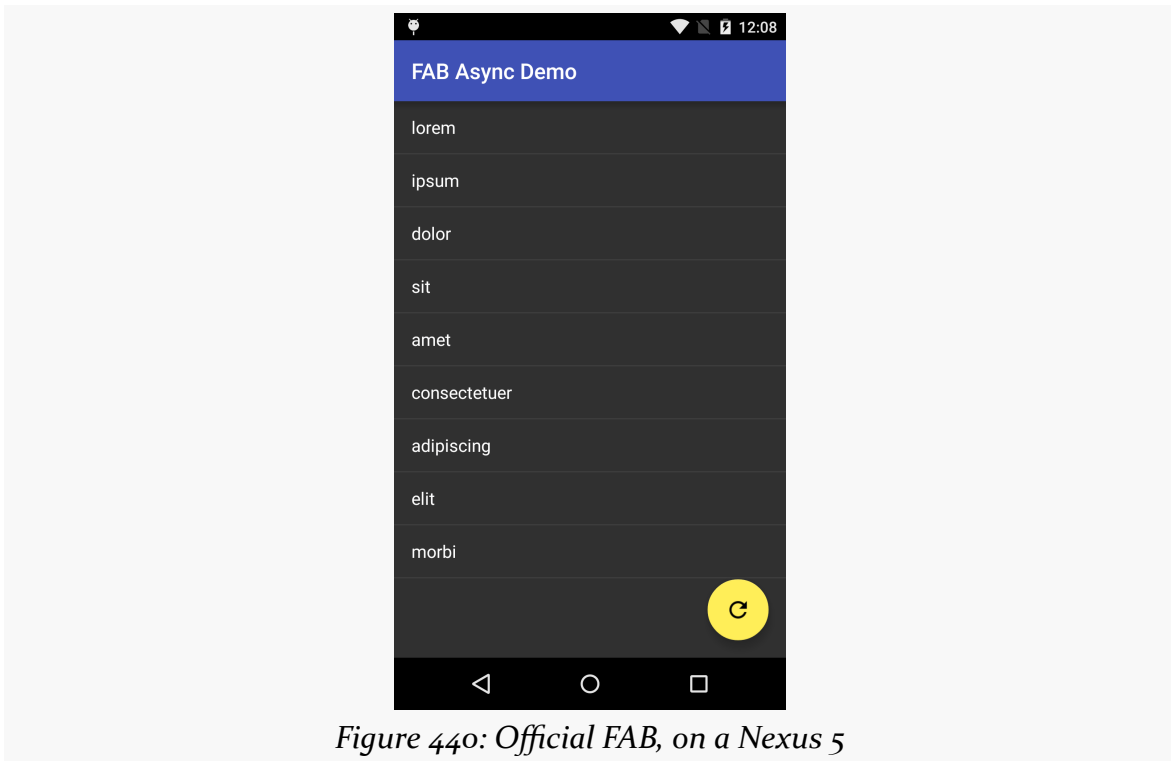 12:08
FAB Async Demo
lorem
ipsum
dolor
sit
amet
consectetuer
adipiscing
elit
morbi
Figure 440: Official FAB, on a Nexus 5